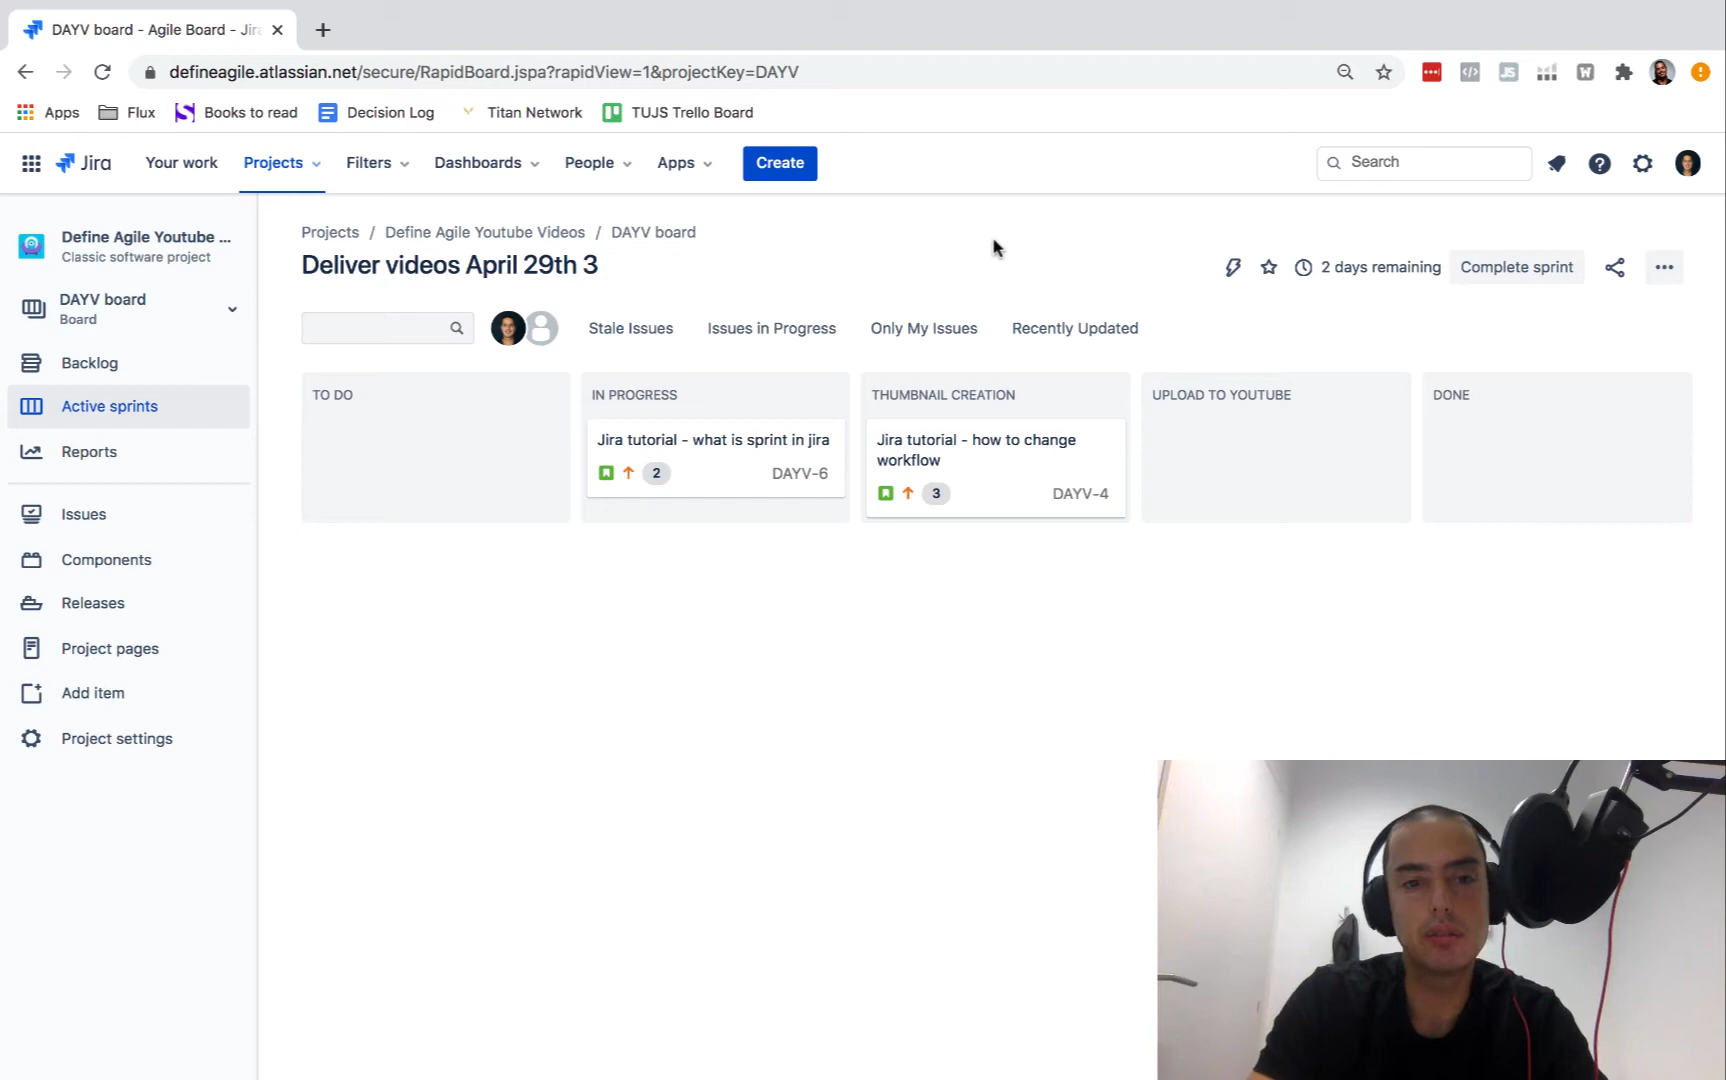 DAYV board - Agile Board - Jira
defineagile.atlassian.net/secure/RapidBoard.jspa?rapidView=1&projectKey=DAYV
Apps
Flux
Books to read
Decision Log
Titan Network
TUJS Trello Board
Jira
Your work
Projects
Filters
Dashboards
People
Apps
Create
Search
Define Agile Youtube ...
Classic software project
DAYV board
Board
Backlog
Active sprints
Reports
Issues
Components
Releases
Project pages
Add item
Project settings
Projects / Define Agile Youtube Videos / DAYV board
Deliver videos April 29th 3
2 days remaining
Complete sprint
Stale Issues
Issues in Progress
Only My Issues
Recently Updated
TO DO
IN PROGRESS
Jira tutorial - what is sprint in jira
2
DAYV-6
THUMBNAIL CREATION
Jira tutorial - how to change
workflow
3
DAYV-4
UPLOAD TO YOUTUBE
DONE